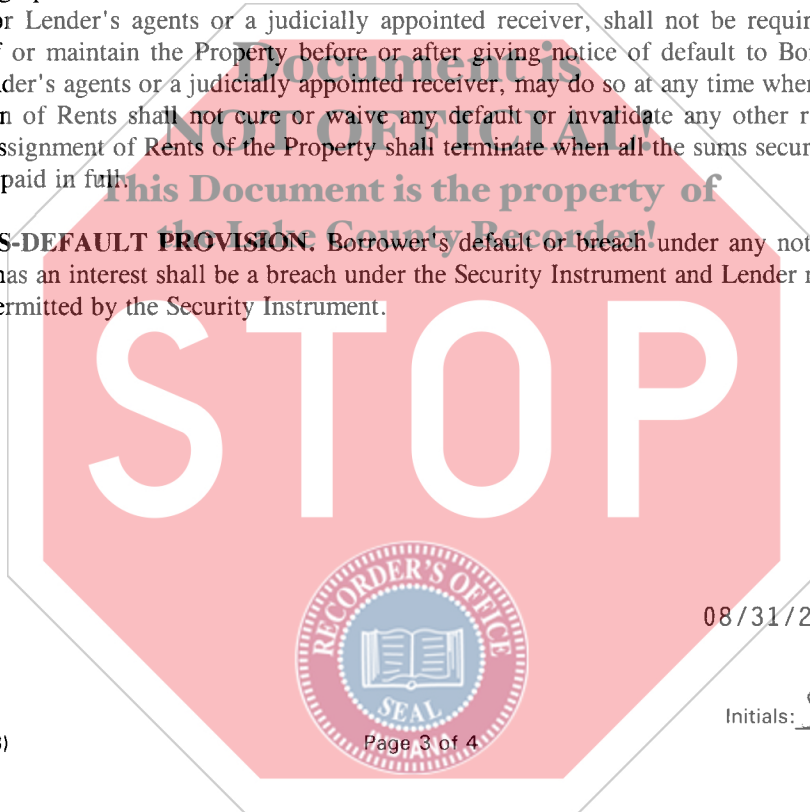 or Lender's agents or a judicially appointed receiver, shall not be requir
f or maintain the Property before or after giving notice of default to Bor
der's agents or a judicially appointed receiver, may do so at any time when
n of Rents shall not cure or waive any default or invalidate any other r
ssignment of Rents of the Property shall terminate when all the sums secur
paid in full.
Document is
NOT OFFICIAL!
This Document is the property of
the Lake County Recorder!
S-DEFAULT PROVISION. Borrower's default or breach under any not
has an interest shall be a breach under the Security Instrument and Lender
ermitted by the Security Instrument.
STOP
RECORDER'S OFFICE
SEAL
INDIANA
08/31/2
Initials:
Page 3 of 4